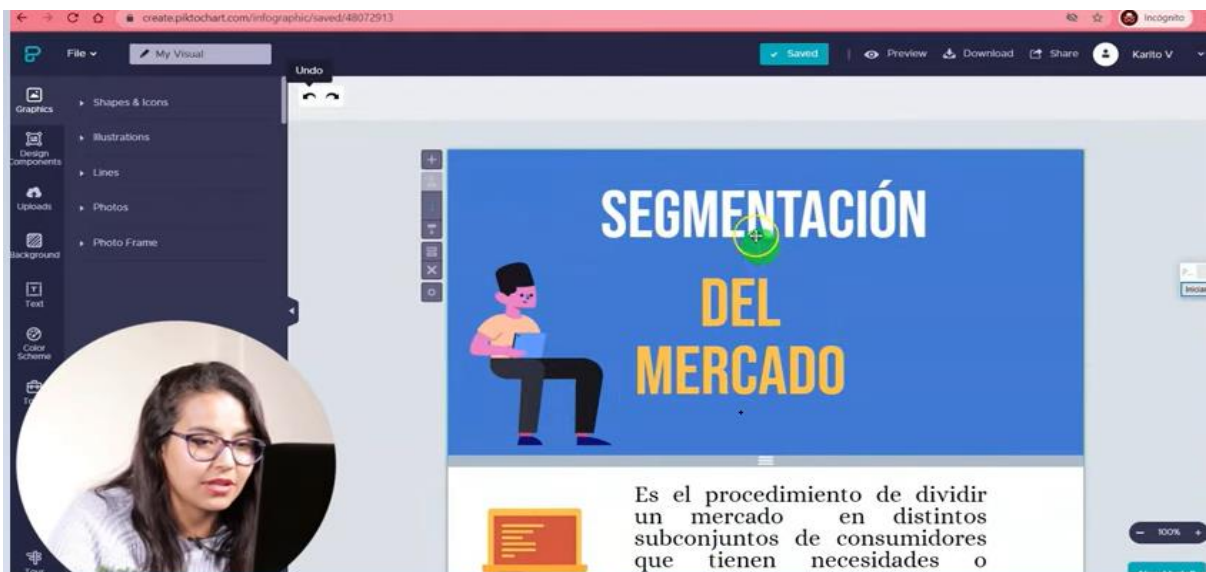 create.piktochart.com/infographic/saved/48072913
Incógnito
File
My Visual
Saved
Preview
Download
Share
Karito V
Undo
Graphics
Shapes & Icons
Illustrations
Design
Components
Lines
Uploads
Photos
Background
Photo Frame
Text
Color
Scheme
SEGMENTACIÓN
DEL
MERCADO
Es el procedimiento de dividir
un mercado en distintos
subconjuntos de consumidores
que tienen necesidades o
100%